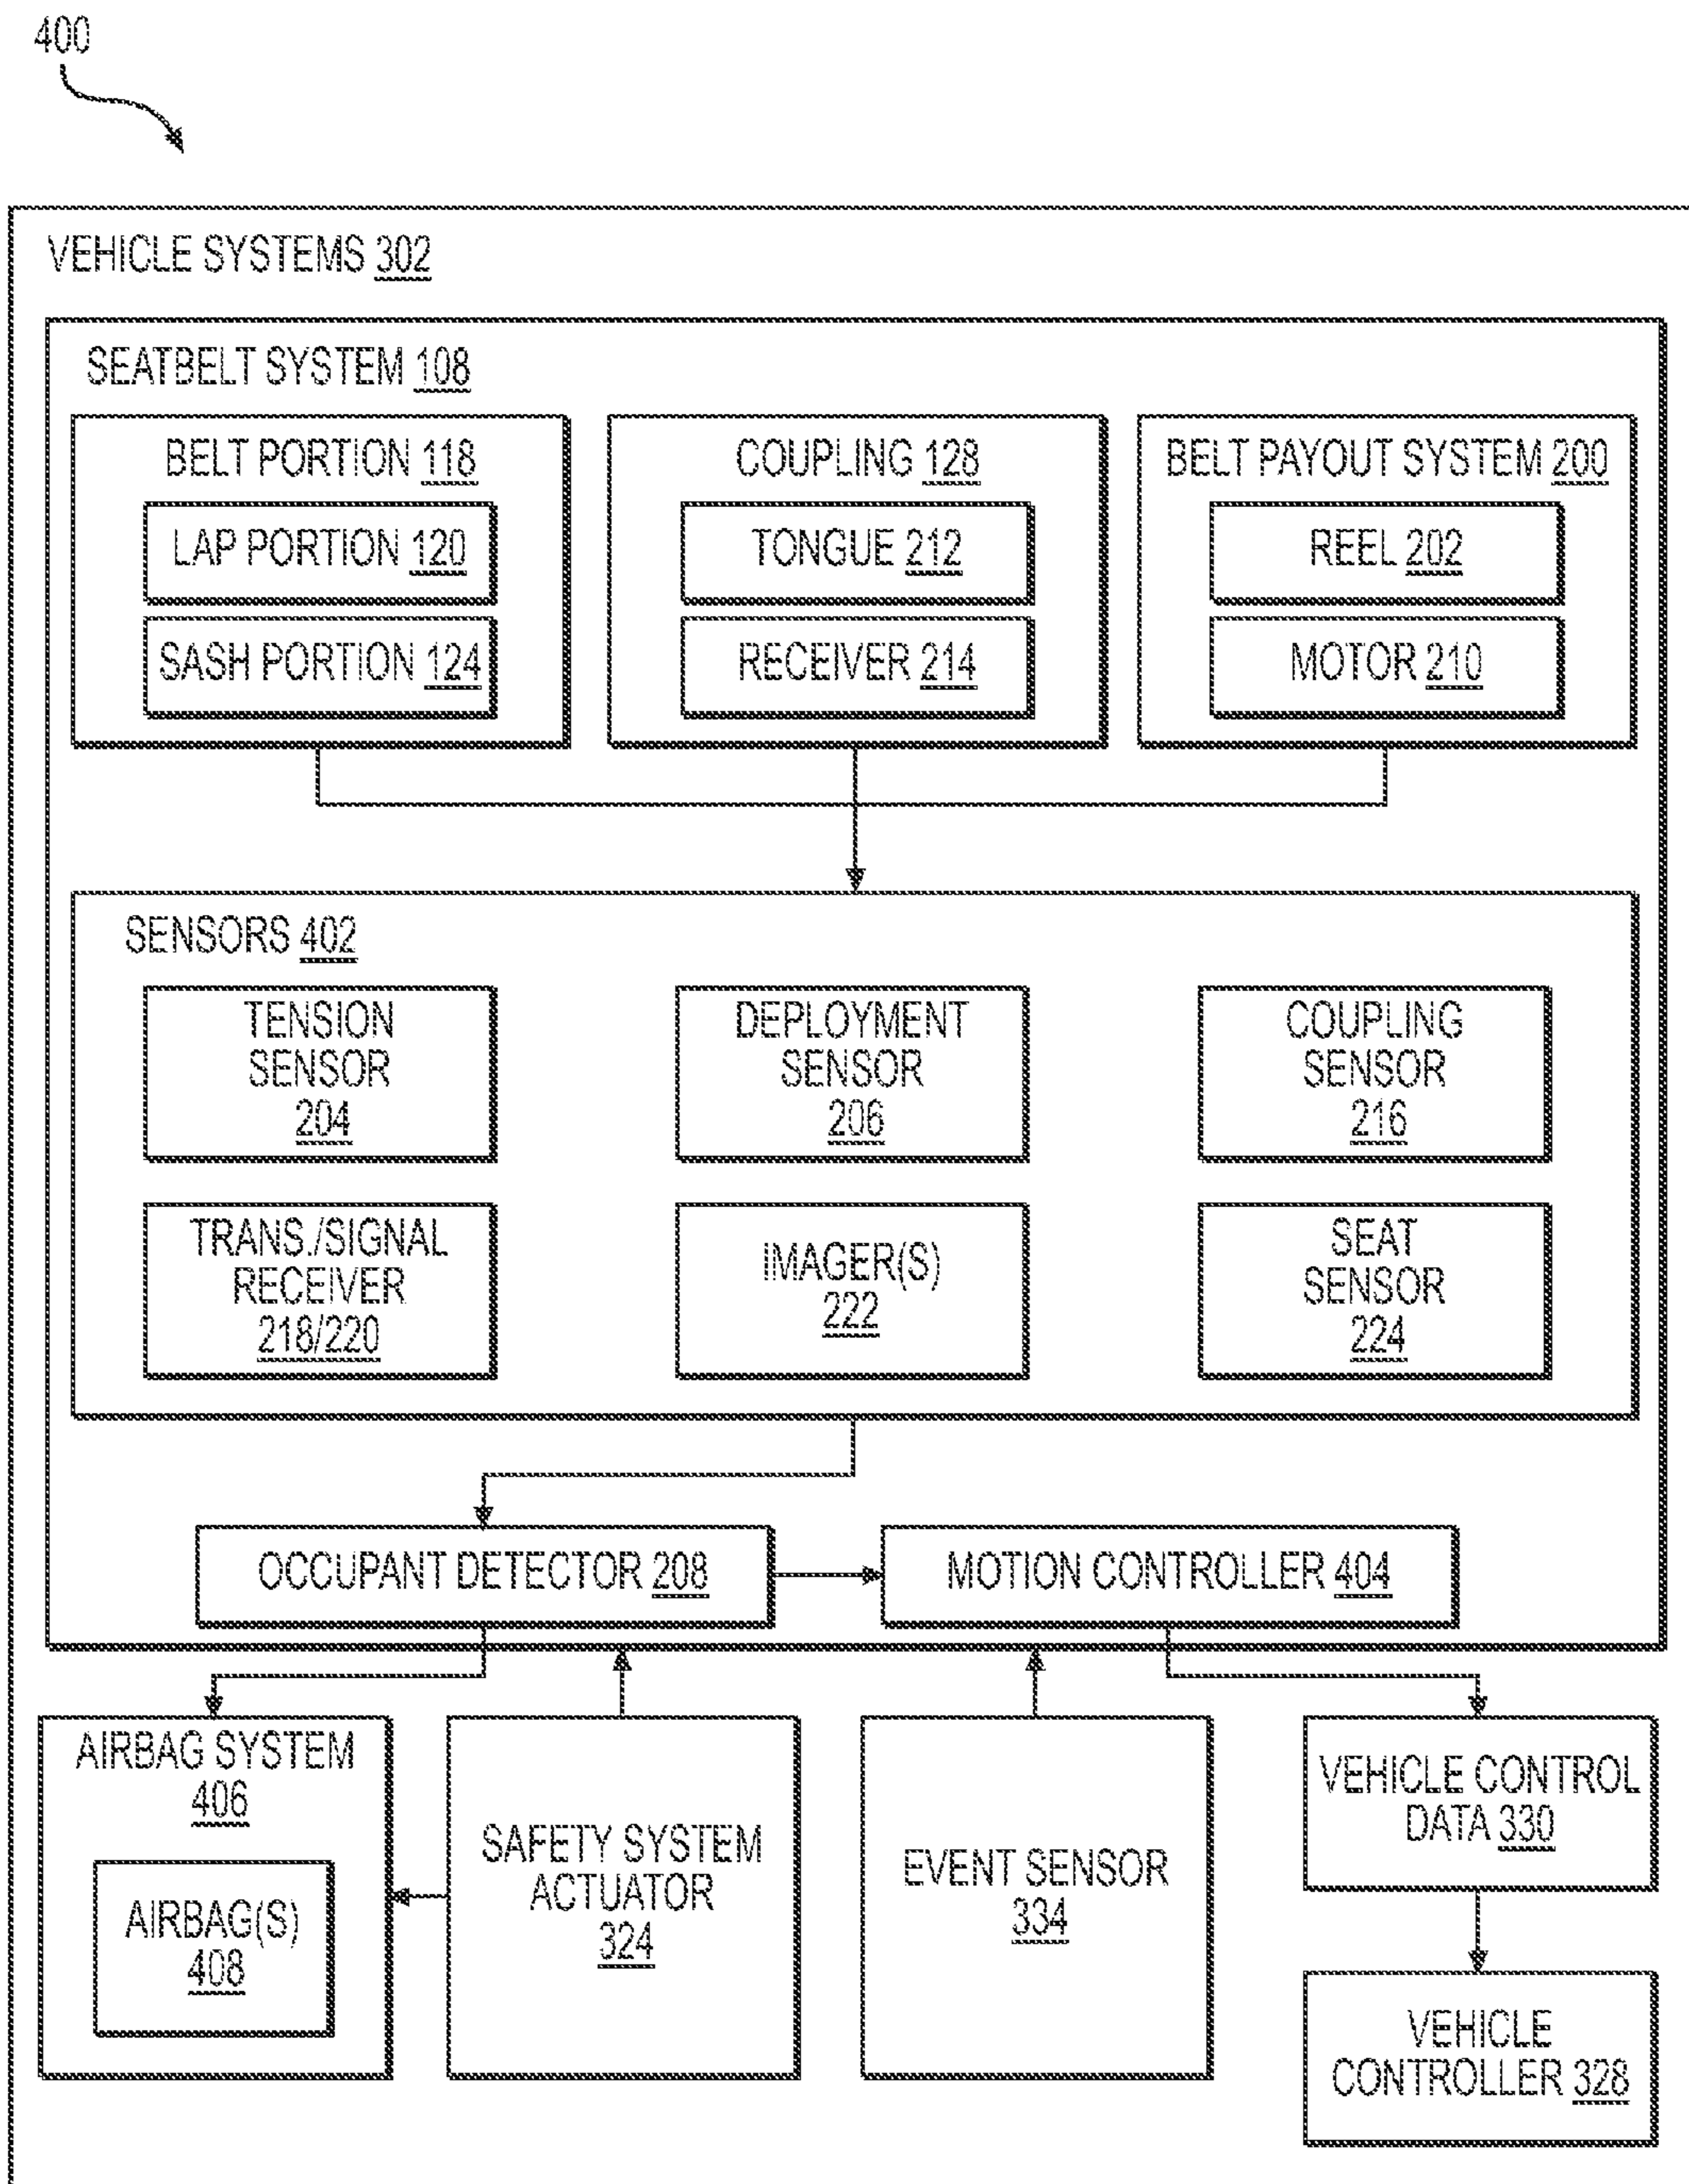 400
VEHICLE SYSTEMS 302
SEATBELT SYSTEM 108
BELT PORTION 118
LAP PORTION 120
SASH PORTION 124
COUPLING 128
TONGUE 212
RECEIVER 214
BELT PAYOUT SYSTEM 200
REEL 202
MOTOR 210
SENSORS 402
TENSION
SENSOR
204
DEPLOYMENT
SENSOR
206
COUPLING
SENSOR
216
TRANS./SIGNAL
RECEIVER
218/220
IMAGER(S)
222
SEAT
SENSOR
224
OCCUPANT DETECTOR 208
MOTION CONTROLLER 404
AIRBAG SYSTEM
406
AIRBAG(S)
408
SAFETY SYSTEM
ACTUATOR
324
EVENT SENSOR
334
VEHICLE CONTROL
DATA 330
VEHICLE
CONTROLLER 328